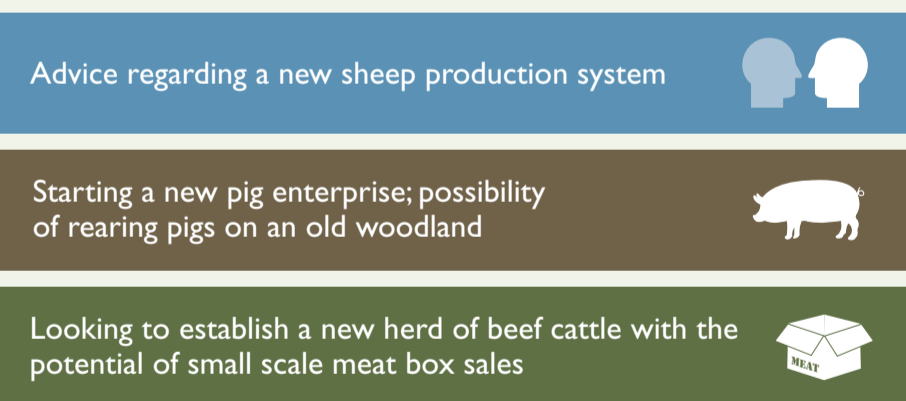 Advice regarding a new sheep production system
Starting a new pig enterprise; possibility
of rearing pigs on an old woodland
Looking to establish a new herd of beef cattle with the
potential of small scale meat box sales
MEAT